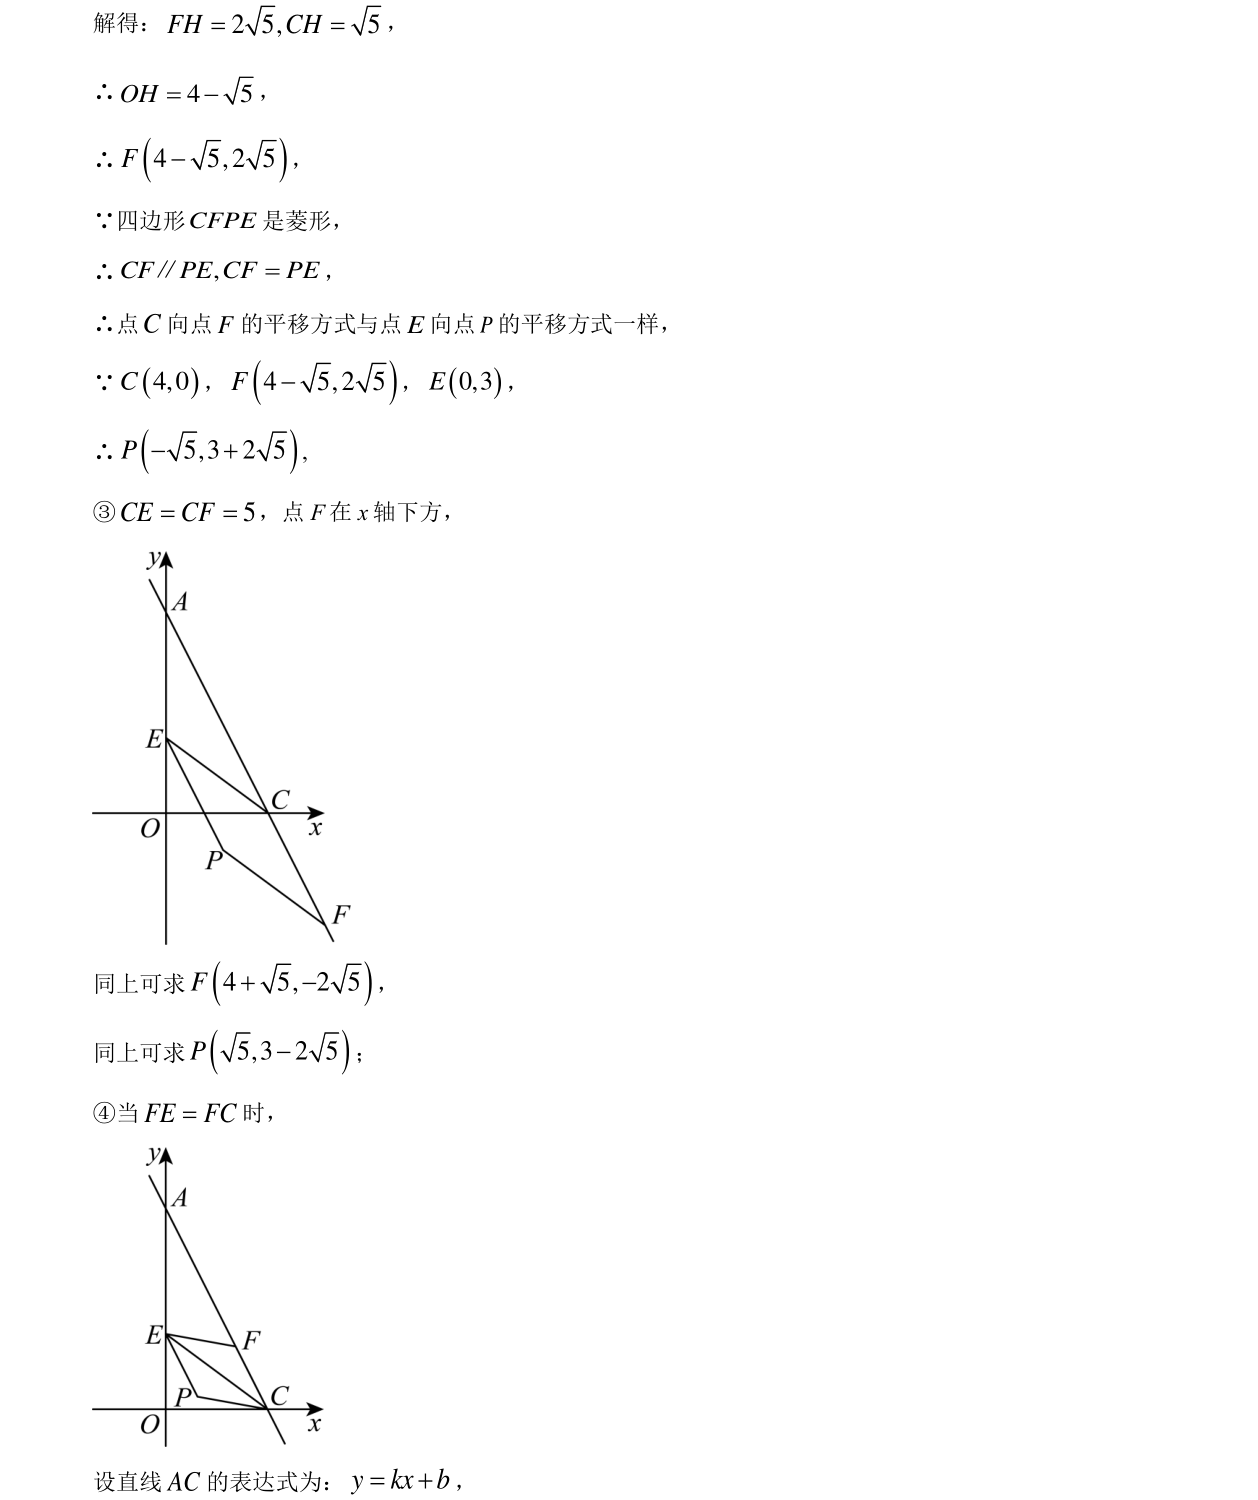 解得：FH = 2√5, CH = √5，
∴OH = 4 − √5，
∴F(4 − √5, 2√5)，
∵四边形CFPE是菱形，
∴CF // PE, CF = PE，
∴点C向点F的平移方式与点E向点P的平移方式一样，
∵C(4,0)，F(4 − √5, 2√5)，E(0,3)，
∴P(−√5, 3 + 2√5),
③CE = CF = 5，点F在x轴下方，
y
A
E
C
O
x
P
F
同上可求F(4 + √5, −2√5)，
同上可求P(√5, 3 − 2√5)；
④当FE = FC时，
y
A
E
F
P
C
O
x
设直线AC的表达式为：y = kx + b，